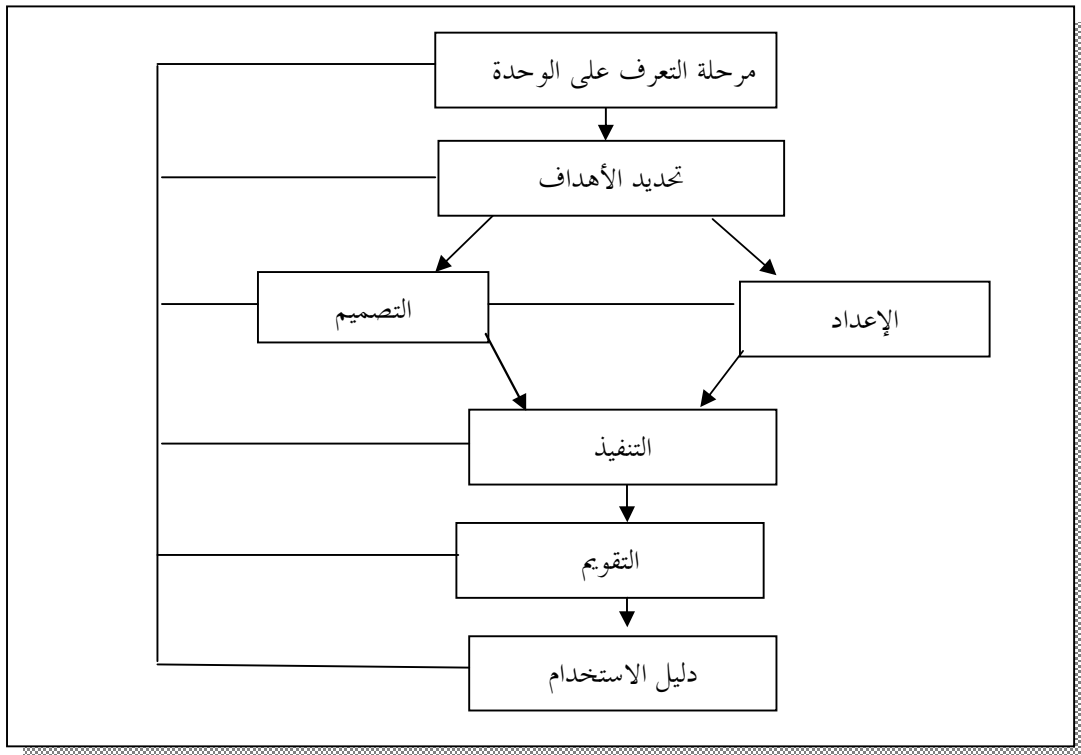 مرحلة التعرف على الوحدة
تحديد الأهداف
الإعداد
التصميم
التنفيذ
التقويم
دليل الاستخدام